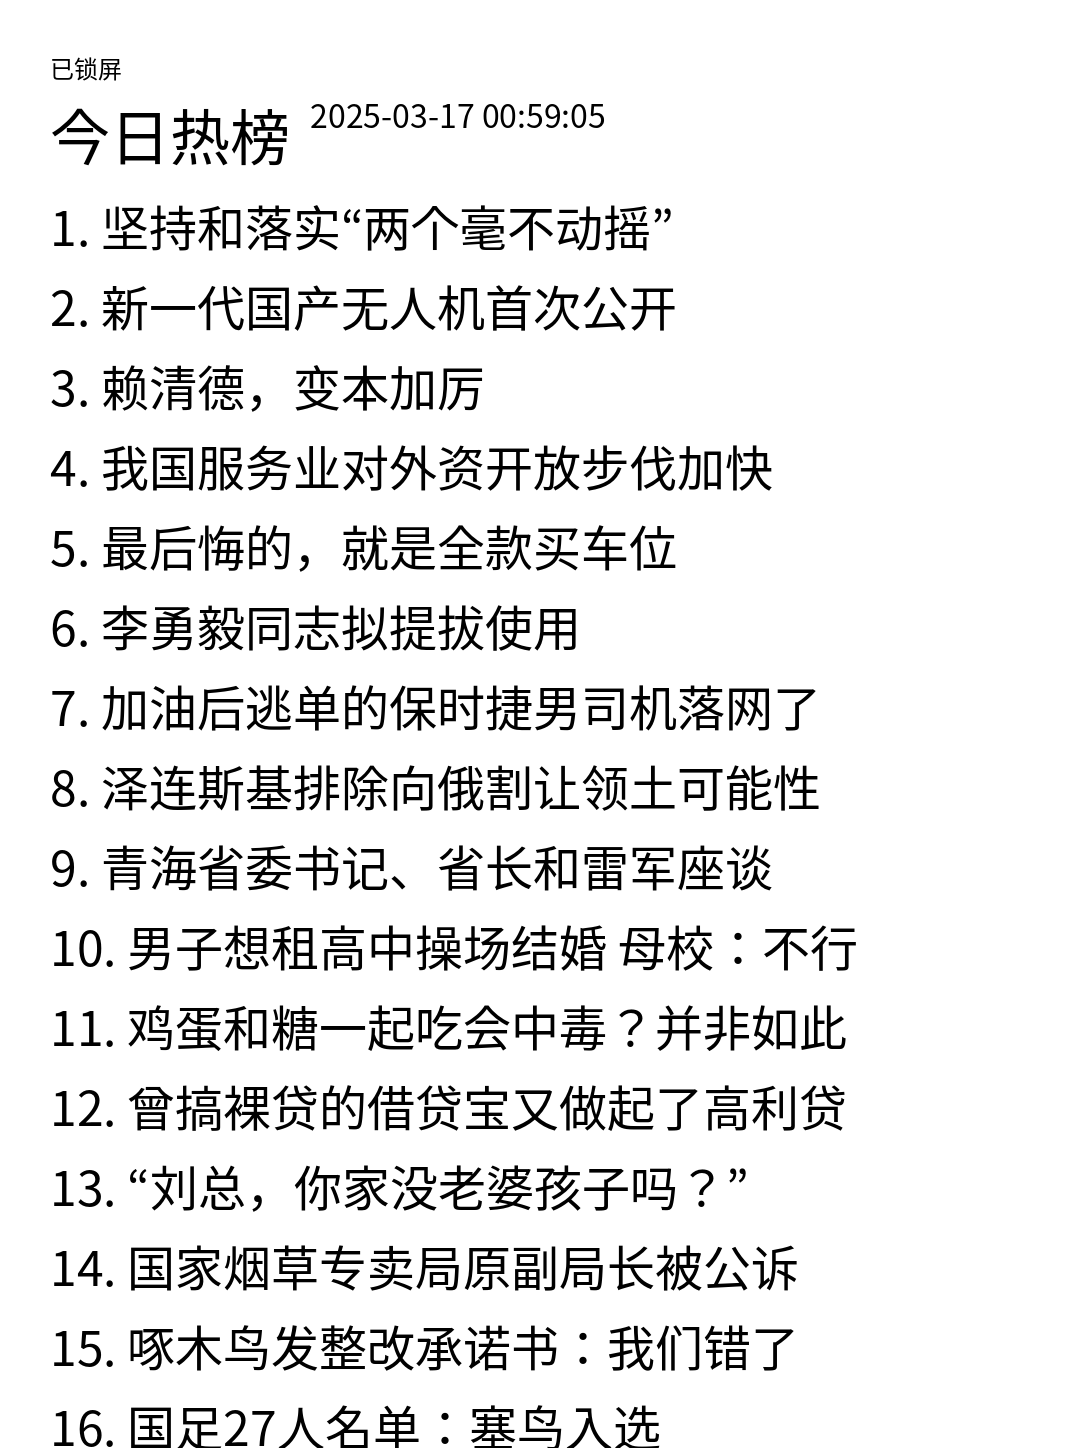 已锁屏
今日热榜 2025-03-17 00:59:05
1. 坚持和落实“两个毫不动摇”
2. 新一代国产无人机首次公开
3. 赖清德，变本加厉
4. 我国服务业对外资开放步伐加快
5. 最后悔的，就是全款买车位
6. 李勇毅同志拟提拔使用
7. 加油后逃单的保时捷男司机落网了
8. 泽连斯基排除向俄割让领土可能性
9. 青海省委书记、省长和雷军座谈
10. 男子想租高中操场结婚 母校：不行
11. 鸡蛋和糖一起吃会中毒？并非如此
12. 曾搞裸贷的借贷宝又做起了高利贷
13. “刘总，你家没老婆孩子吗？”
14. 国家烟草专卖局原副局长被公诉
15. 啄木鸟发整改承诺书：我们错了
16. 国足27人名单：塞鸟入选